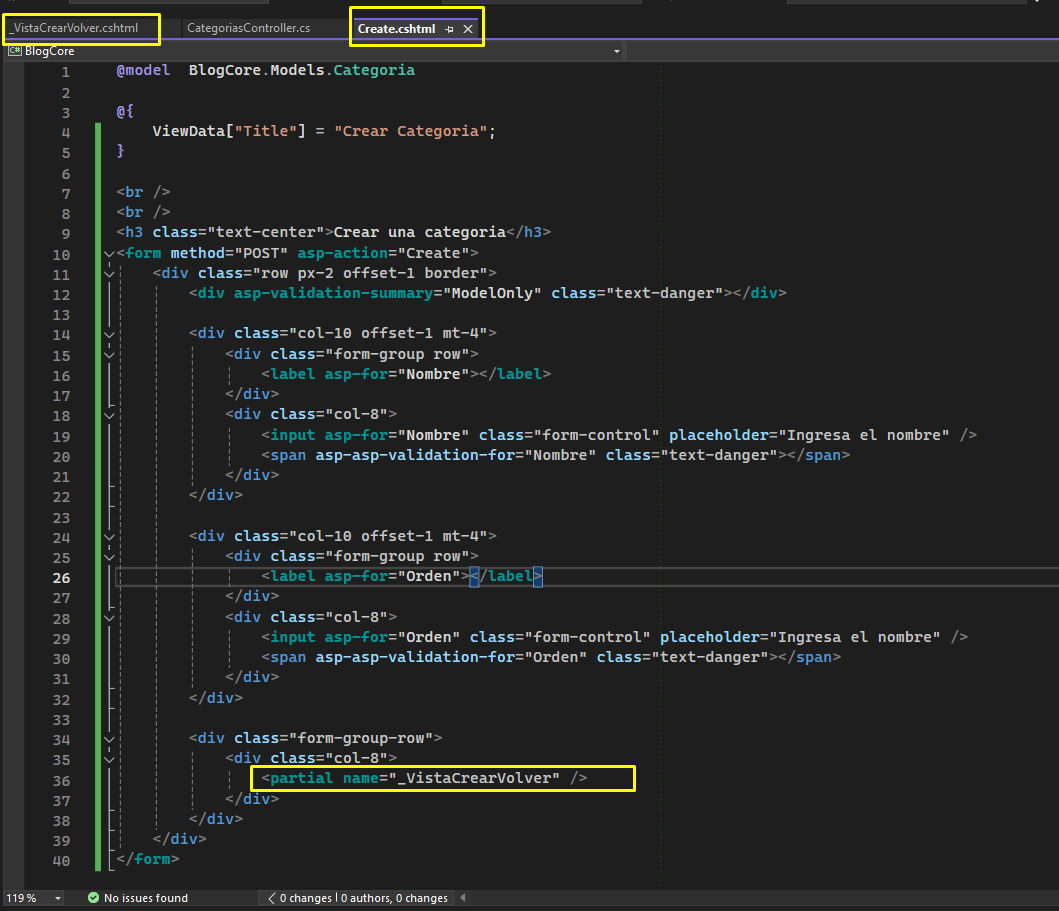 _VistaCrearVolver.cshtml CategoriasController.cs Create.cshtml
C# BlogCore
1 @model  BlogCore.Models.Categoria
2
3 @{
4     ViewData["Title"] = "Crear Categoria";
5 }
6
7 <br />
8 <br />
9 <h3 class="text-center">Crear una categoria</h3>
10 <form method="POST" asp-action="Create">
11     <div class="row px-2 offset-1 border">
12         <div asp-validation-summary="ModelOnly" class="text-danger"></div>
13
14         <div class="col-10 offset-1 mt-4">
15             <div class="form-group row">
16                 <label asp-for="Nombre"></label>
17             </div>
18             <div class="col-8">
19                 <input asp-for="Nombre" class="form-control" placeholder="Ingresa el nombre" />
20                 <span asp-asp-validation-for="Nombre" class="text-danger"></span>
21             </div>
22         </div>
23
24         <div class="col-10 offset-1 mt-4">
25             <div class="form-group row">
26                 <label asp-for="Orden"></label>
27             </div>
28             <div class="col-8">
29                 <input asp-for="Orden" class="form-control" placeholder="Ingresa el nombre" />
30                 <span asp-asp-validation-for="Orden" class="text-danger"></span>
31             </div>
32         </div>
33
34         <div class="form-group-row">
35             <div class="col-8">
36                 <partial name="_VistaCrearVolver" />
37             </div>
38         </div>
39     </div>
40 </form>
119 % No issues found 0 changes | 0 authors, 0 changes